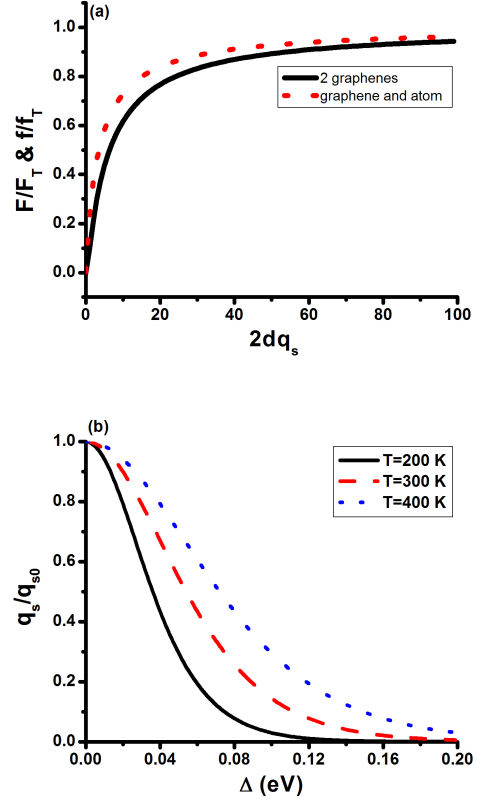 (a)
1.0
0.8
0.6
0.4
0.2
0.0
F/F_T & f/f_T
2 graphenes
graphene and atom
0 20 40 60 80 100
2dq_s
(b)
1.0
0.8
0.6
0.4
0.2
0.0
q_s/q_s0
T=200 K
T=300 K
T=400 K
0.00 0.04 0.08 0.12 0.16 0.20
Δ (eV)